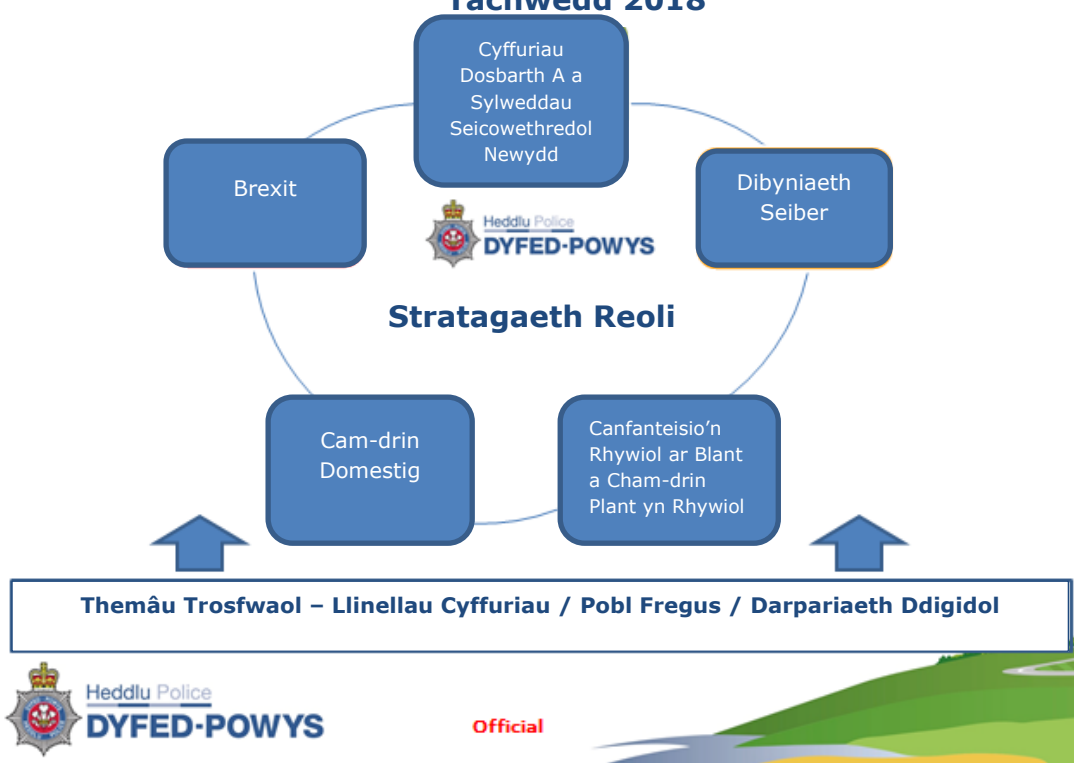 Tachwedd 2018
Cyffuriau
Dosbarth A a
Sylweddau
Seicowethredol
Newydd
Brexit
Dibyniaeth
Seiber
Heddlu Police
DYFED-POWYS
Stratagaeth Reoli
Cam-drin
Domestig
Canfanteisio'n
Rhywiol ar Blant
a Cham-drin
Plant yn Rhywiol
Themâu Trosfwaol – Llinellau Cyffuriau / Pobl Fregus / Darpariaeth Ddigidol
Heddlu Police
DYFED-POWYS
Official